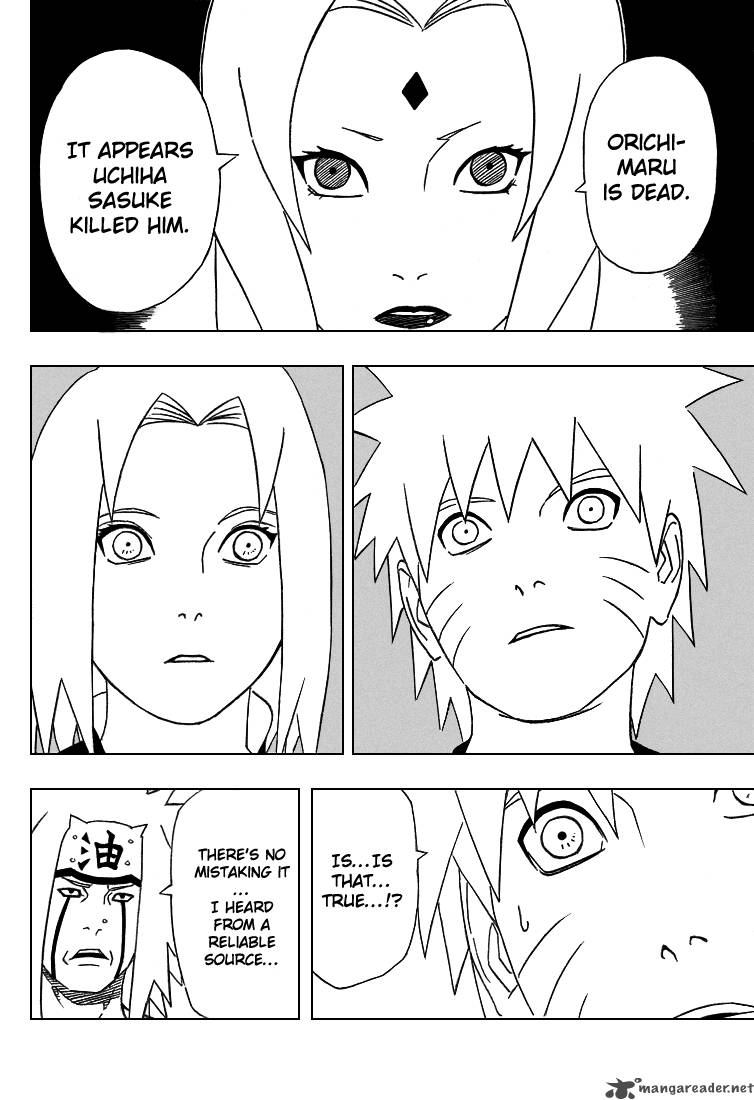 ORICHI-
MARU
IS DEAD.
IT APPEARS
UCHIHA
SASUKE
KILLED HIM.
IS...IS
THAT...
TRUE...!?
THERE'S NO
MISTAKING IT
...
I HEARD
FROM A
RELIABLE
SOURCE...
油
mangareader.net